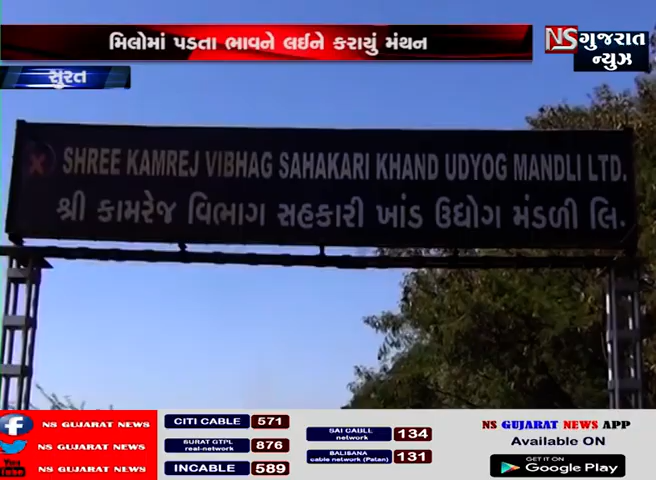 મિલોમાં પડતા ભાવને લઈને કરાયું મંથન
NS ગુજરાત
ન્યુઝ
સુરત
SHREE KAMREJ VIBHAG SAHAKARI KHAND UDYOG MANDLI LTD.
શ્રી કામરેજ વિભાગ સહકારી ખાંડ ઉદ્યોગ મંડળી લિ.
NS GUJARAT NEWS
NS GUJARAT NEWS
NS GUJARAT NEWS
CITI CABLE 571
SURAT GTPL
real-network 876
INCABLE 589
SAI CABLL
network 134
BALISANA
cable network (Patan) 131
NS GUJARAT NEWS APP
Available ON
GET IT ON
Google Play